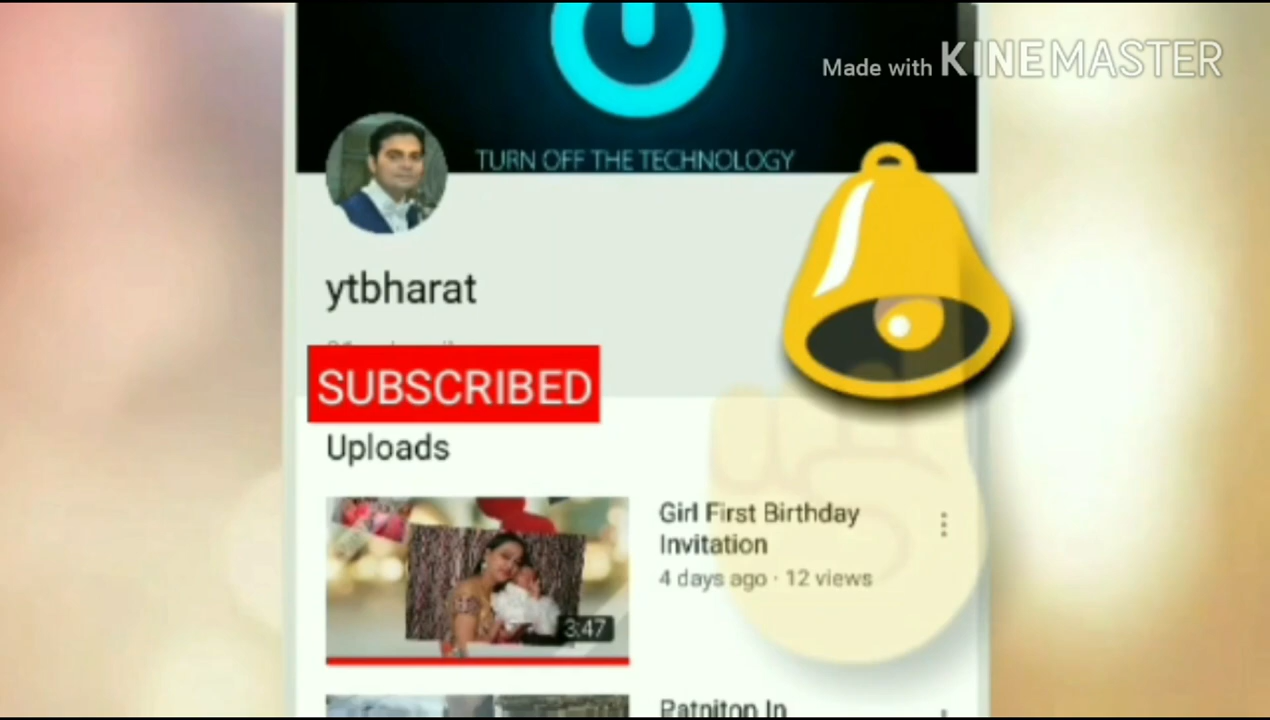 Made with KINEMASTER
TURN OFF THE TECHNOLOGY
ytbharat
SUBSCRIBED
Uploads
Girl First Birthday
Invitation
4 days ago · 12 views
3:47
In